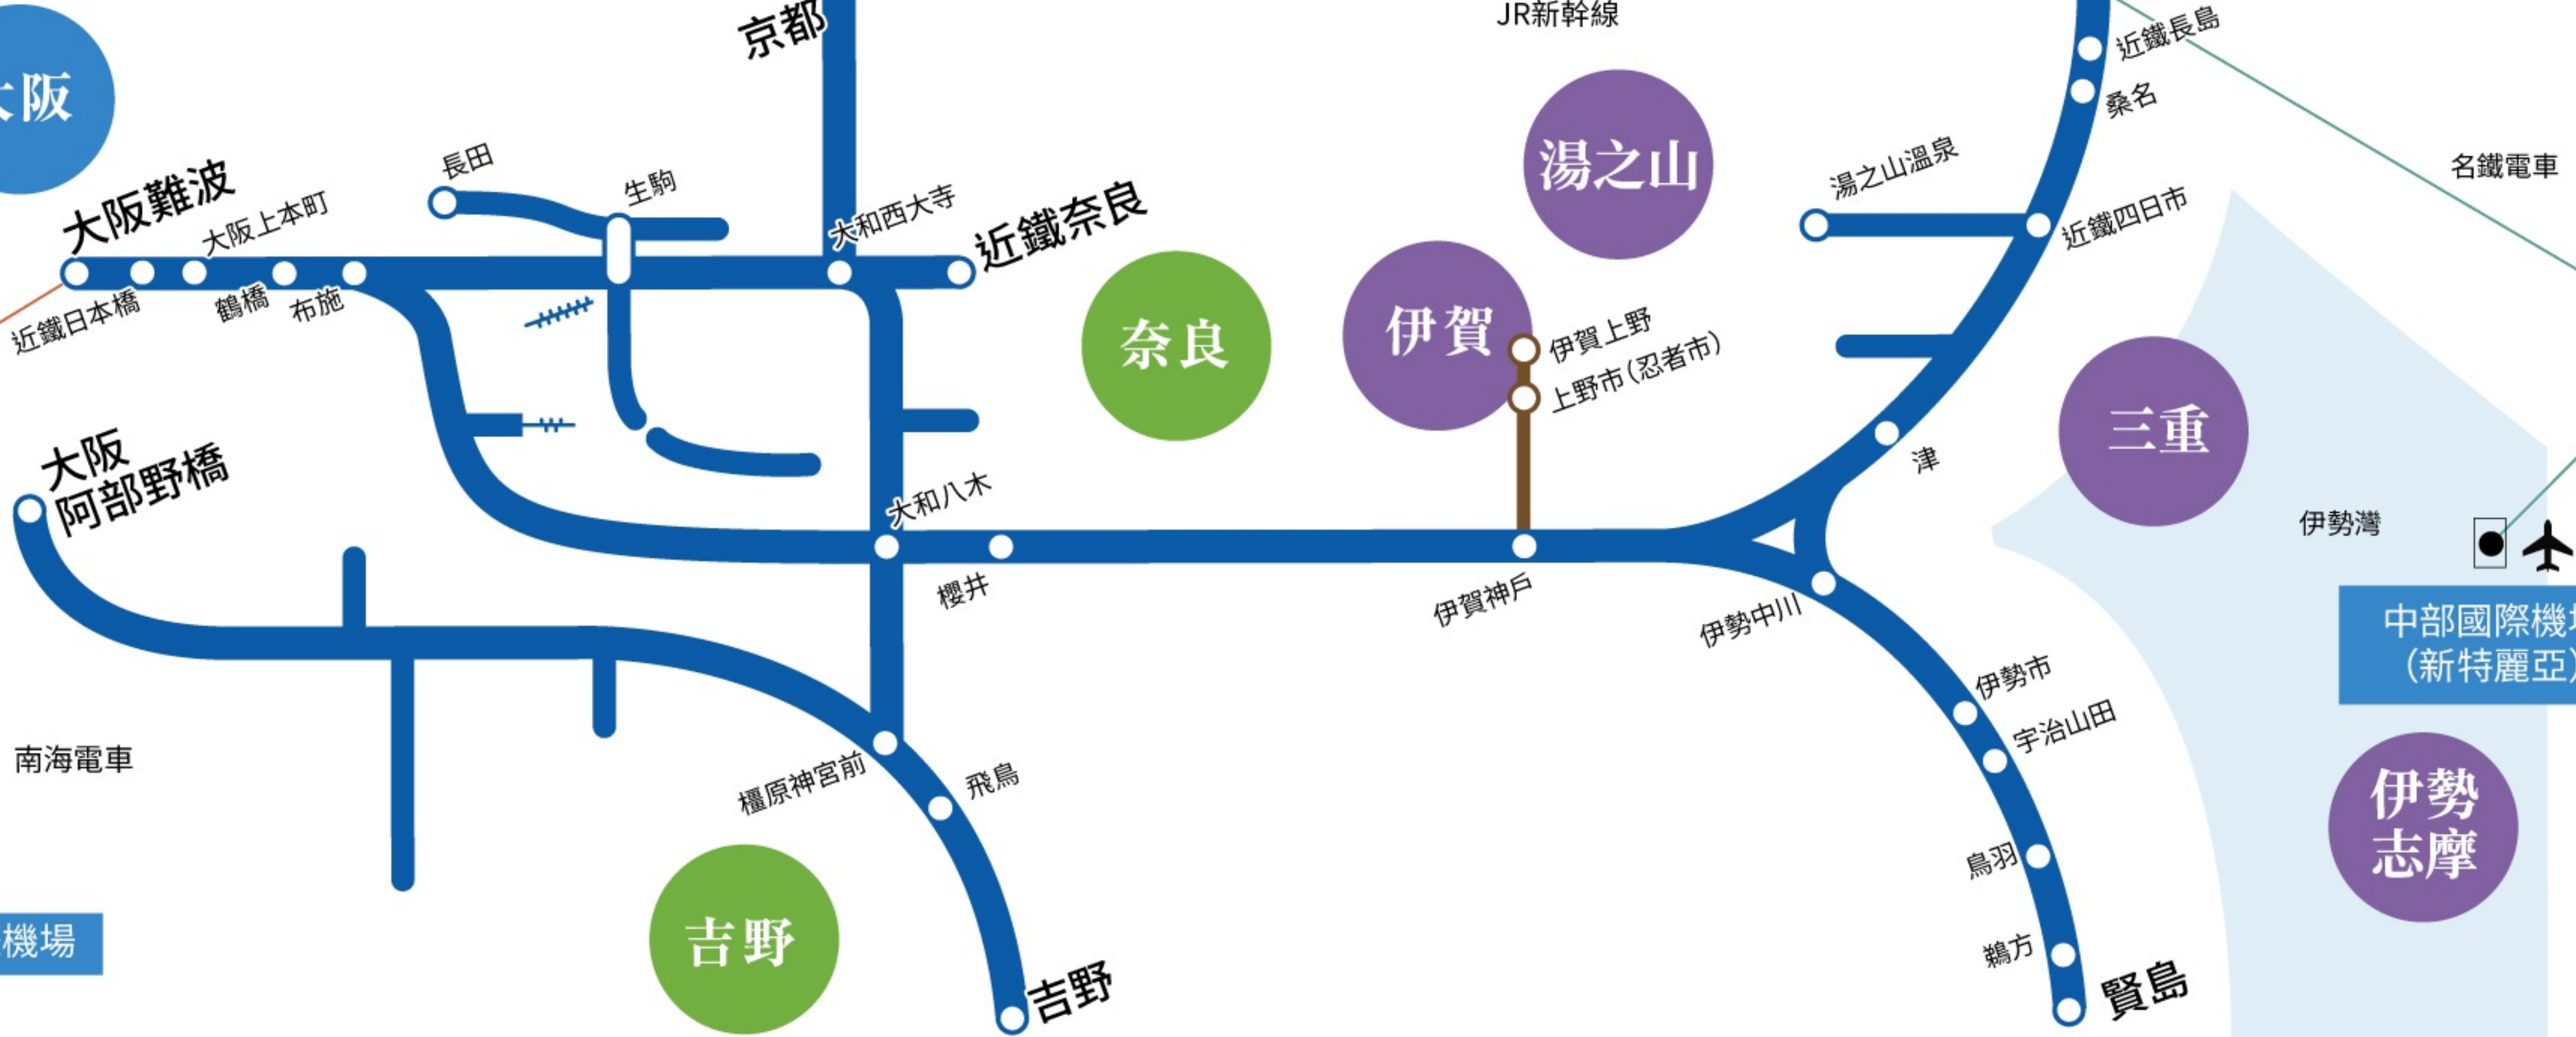 京都
JR新幹線
近鐵長島
桑名
大阪
湯之山
名鐵電車
長田
生駒
湯之山溫泉
大阪難波
大阪上本町
大和西大寺
近鐵奈良
近鐵四日市
近鐵日本橋
鶴橋
布施
奈良
伊賀
伊賀上野
上野市（忍者市）
三重
津
大阪
阿部野橋
大和八木
伊勢灣
櫻井
伊賀神戶
伊勢中川
中部國際機場
（新特麗亞）
伊勢市
宇治山田
南海電車
橿原神宮前
飛鳥
伊勢
志摩
鳥羽
吉野
機場
鵜方
吉野
賢島